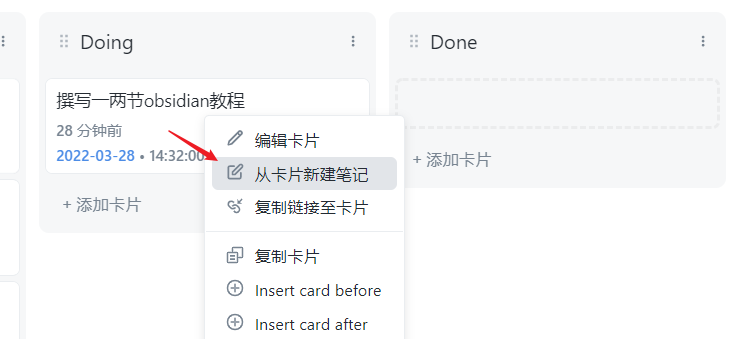 Doing
Done
撰写一两节obsidian教程
28 分钟前
2022-03-28 • 14:32:00
+ 添加卡片
编辑卡片
从卡片新建笔记
复制链接至卡片
复制卡片
Insert card before
Insert card after
+ 添加卡片